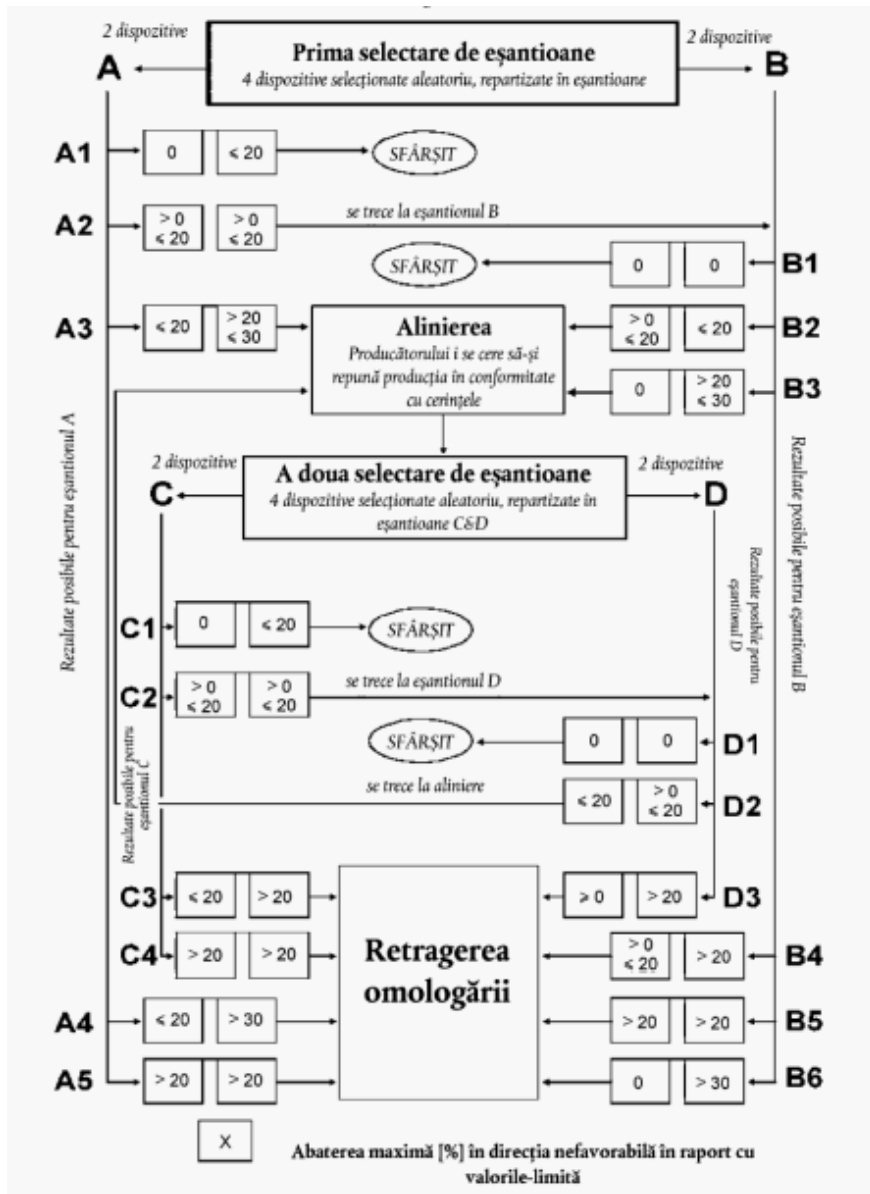 2 dispozitive
Prima selectare de eșantioane
2 dispozitive
A
4 dispozitive selecționate aleatoriu, repartizate în eșantioane
B
A1
0
≤ 20
SFÂRȘIT
A2
> 0
≤ 20
> 0
≤ 20
se trece la eșantionul B
SFÂRȘIT
0
0
B1
A3
≤ 20
> 20
≤ 30
Alinierea
Producătorului i se cere să-și
repună producția în conformitate
cu cerințele
> 0
≤ 20
≤ 20
B2
0
> 20
≤ 30
B3
Rezultate posibile pentru eșantionul A
Rezultate posibile pentru eșantionul B
2 dispozitive
A doua selectare de eșantioane
2 dispozitive
C
4 dispozitive selecționate aleatoriu, repartizate în
eșantioane C&D
D
Rezultate posibile pentru
eșantionul D
C1
0
≤ 20
SFÂRȘIT
C2
> 0
≤ 20
> 0
≤ 20
se trece la eșantionul D
SFÂRȘIT
0
0
D1
Rezultate posibile pentru
eșantionul C
se trece la aliniere
≤ 20
> 0
≤ 20
D2
C3
≤ 20
> 20
Retragerea
omologării
≥ 0
> 20
D3
C4
> 20
> 20
> 0
≤ 20
> 20
B4
A4
≤ 20
> 30
> 20
> 20
B5
A5
> 20
> 20
0
> 30
B6
X
Abaterea maximă [%] în direcția nefavorabilă în raport cu
valorile-limită